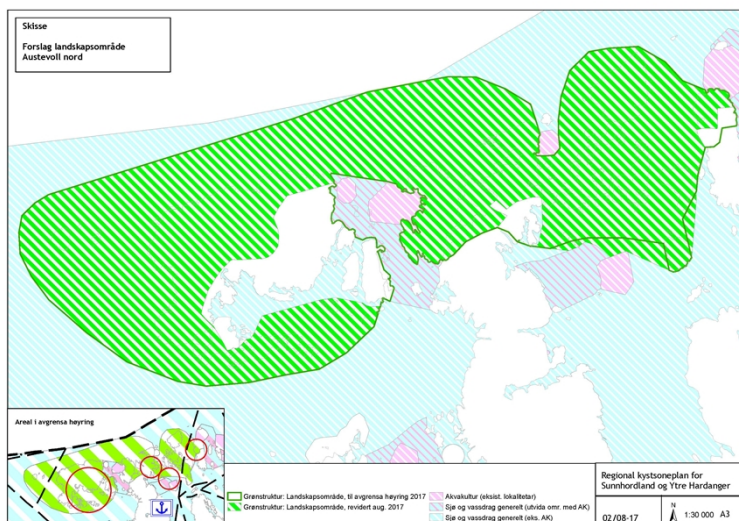 Skisse
Forslag landskapsområde
Austevoll nord
Areal i avgrensa høyring
Grønstruktur: Landskapsområde, til avgrensa høyring 2017
Grønstruktur: Landskapsområde, revidert aug. 2017
Akvakultur (eksist. lokalitetar)
Sjø og vassdrag generelt (utvida omr. med AK)
Sjø og vassdrag generelt (eks. AK)
Regional kystsoneplan for
Sunnhordland og Ytre Hardanger
02/08-17
N
1:30 000 A3